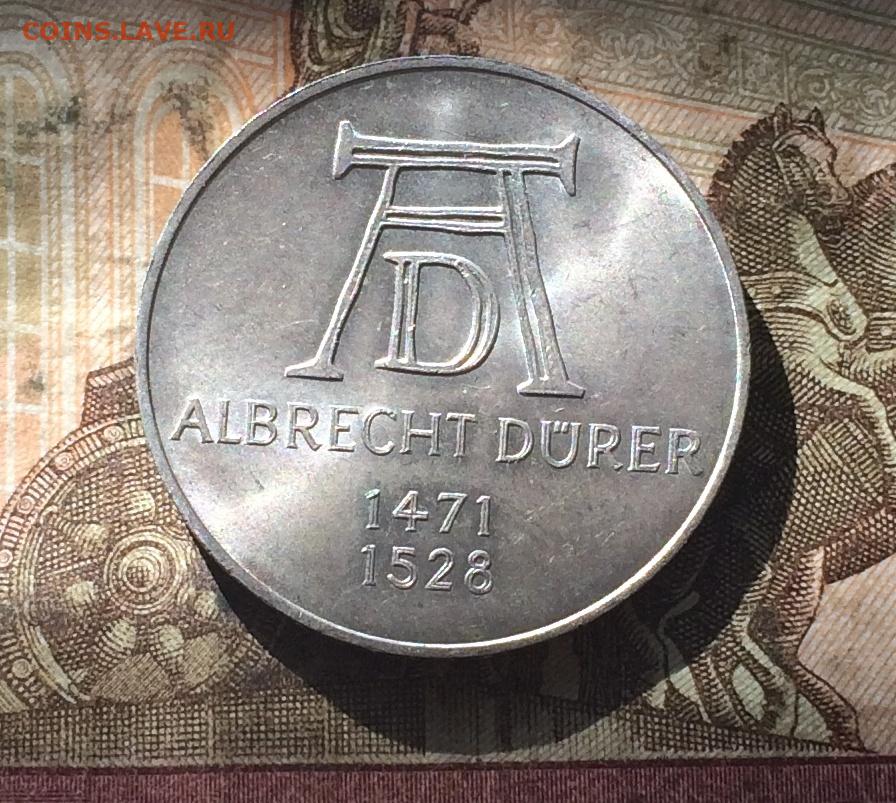 COINS.LAVE.RU
AD
ALBRECHT DÜRER
1471
1528